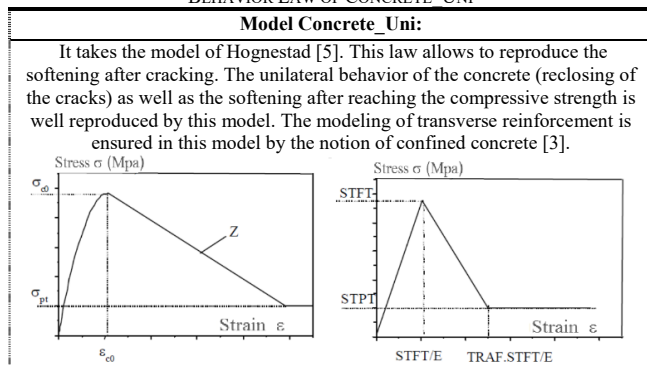 BEHAVIOR LAW OF CONCRETE_UNI
Model Concrete_Uni:
It takes the model of Hognestad [5]. This law allows to reproduce the
softening after cracking. The unilateral behavior of the concrete (reclosing of
the cracks) as well as the softening after reaching the compressive strength is
well reproduced by this model. The modeling of transverse reinforcement is
ensured in this model by the notion of confined concrete [3].
Stress σ (Mpa)
σc0
Z
σpt
Strain ε
εc0
Stress σ (Mpa)
STFT
STPT
Strain ε
STFT/E TRAF.STFT/E